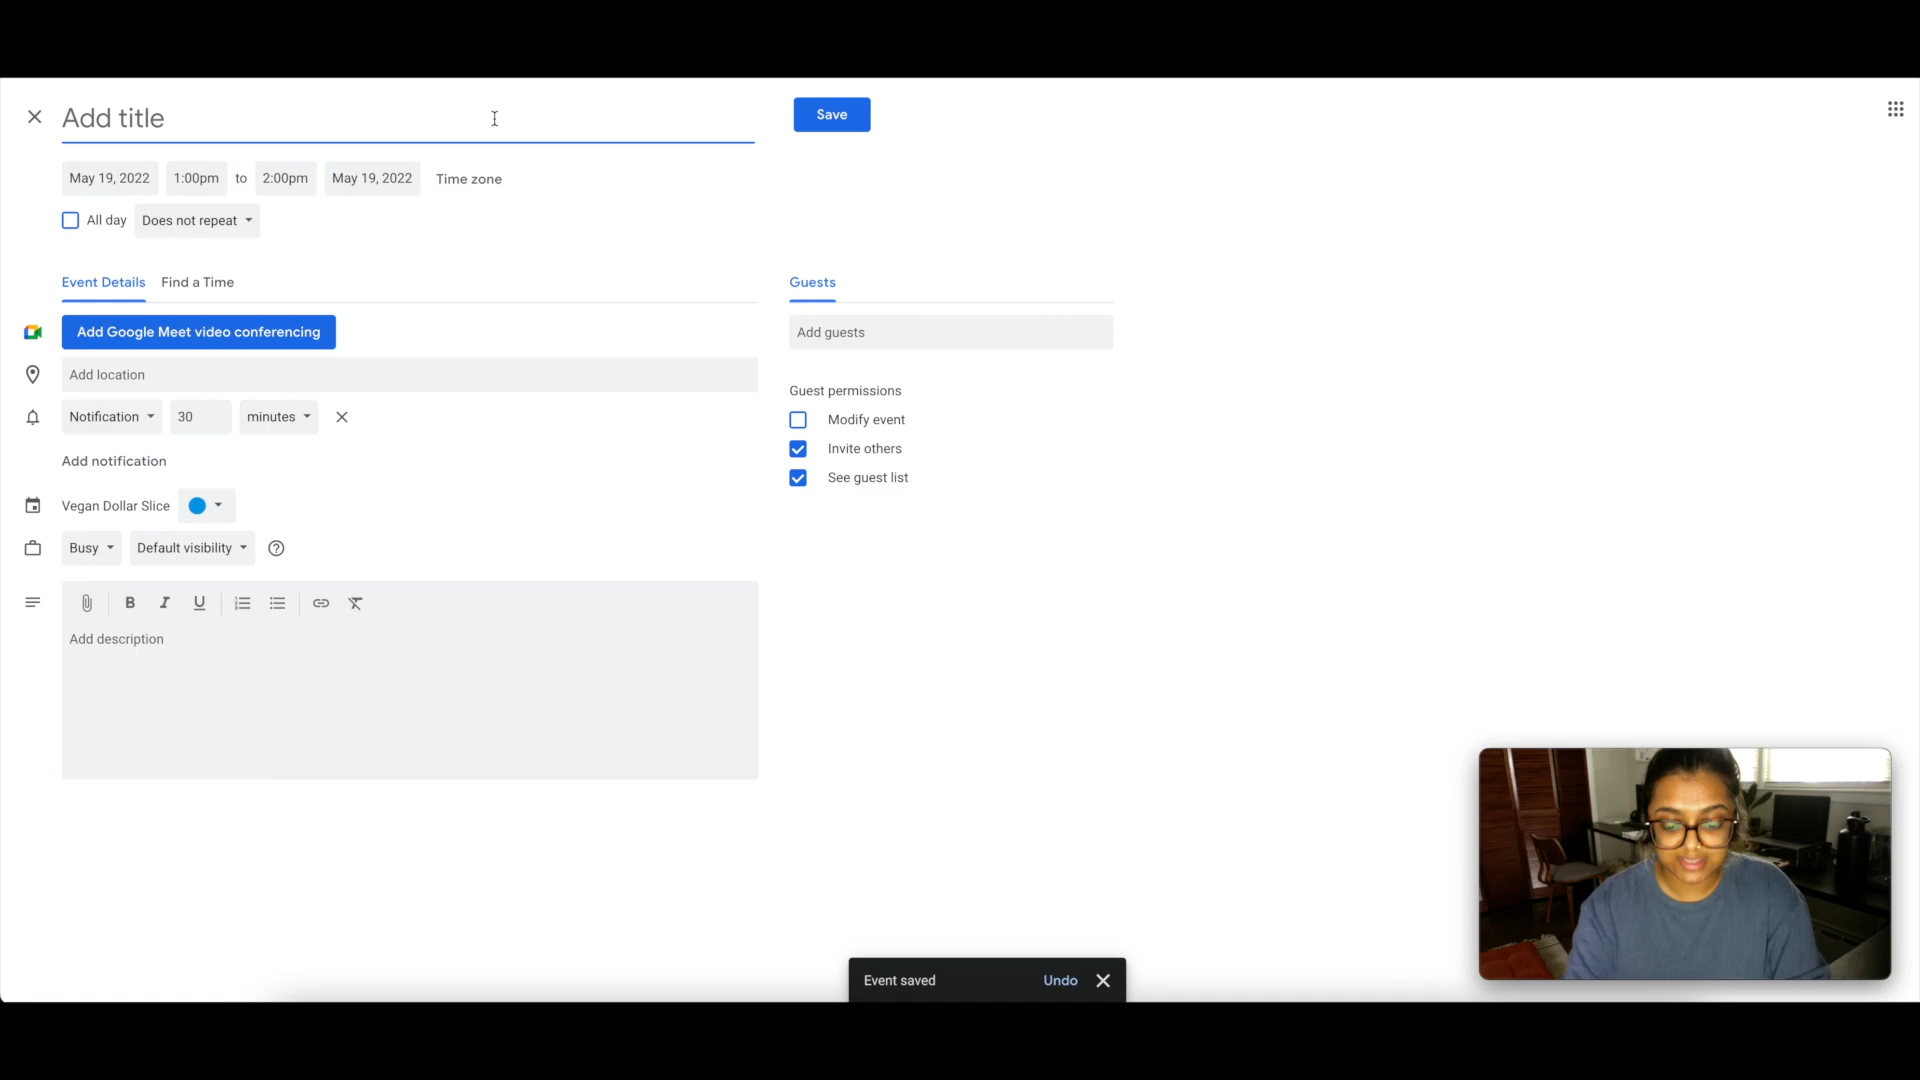 Add title
Save
May 19, 2022 1:00pm to 2:00pm May 19, 2022 Time zone
All day Does not repeat
Event Details Find a Time
Guests
Add Google Meet video conferencing
Add guests
Add location
Guest permissions
Notification 30 minutes
Modify event
Invite others
Add notification
See guest list
Vegan Dollar Slice
Busy Default visibility
B I U
Add description
Event saved Undo